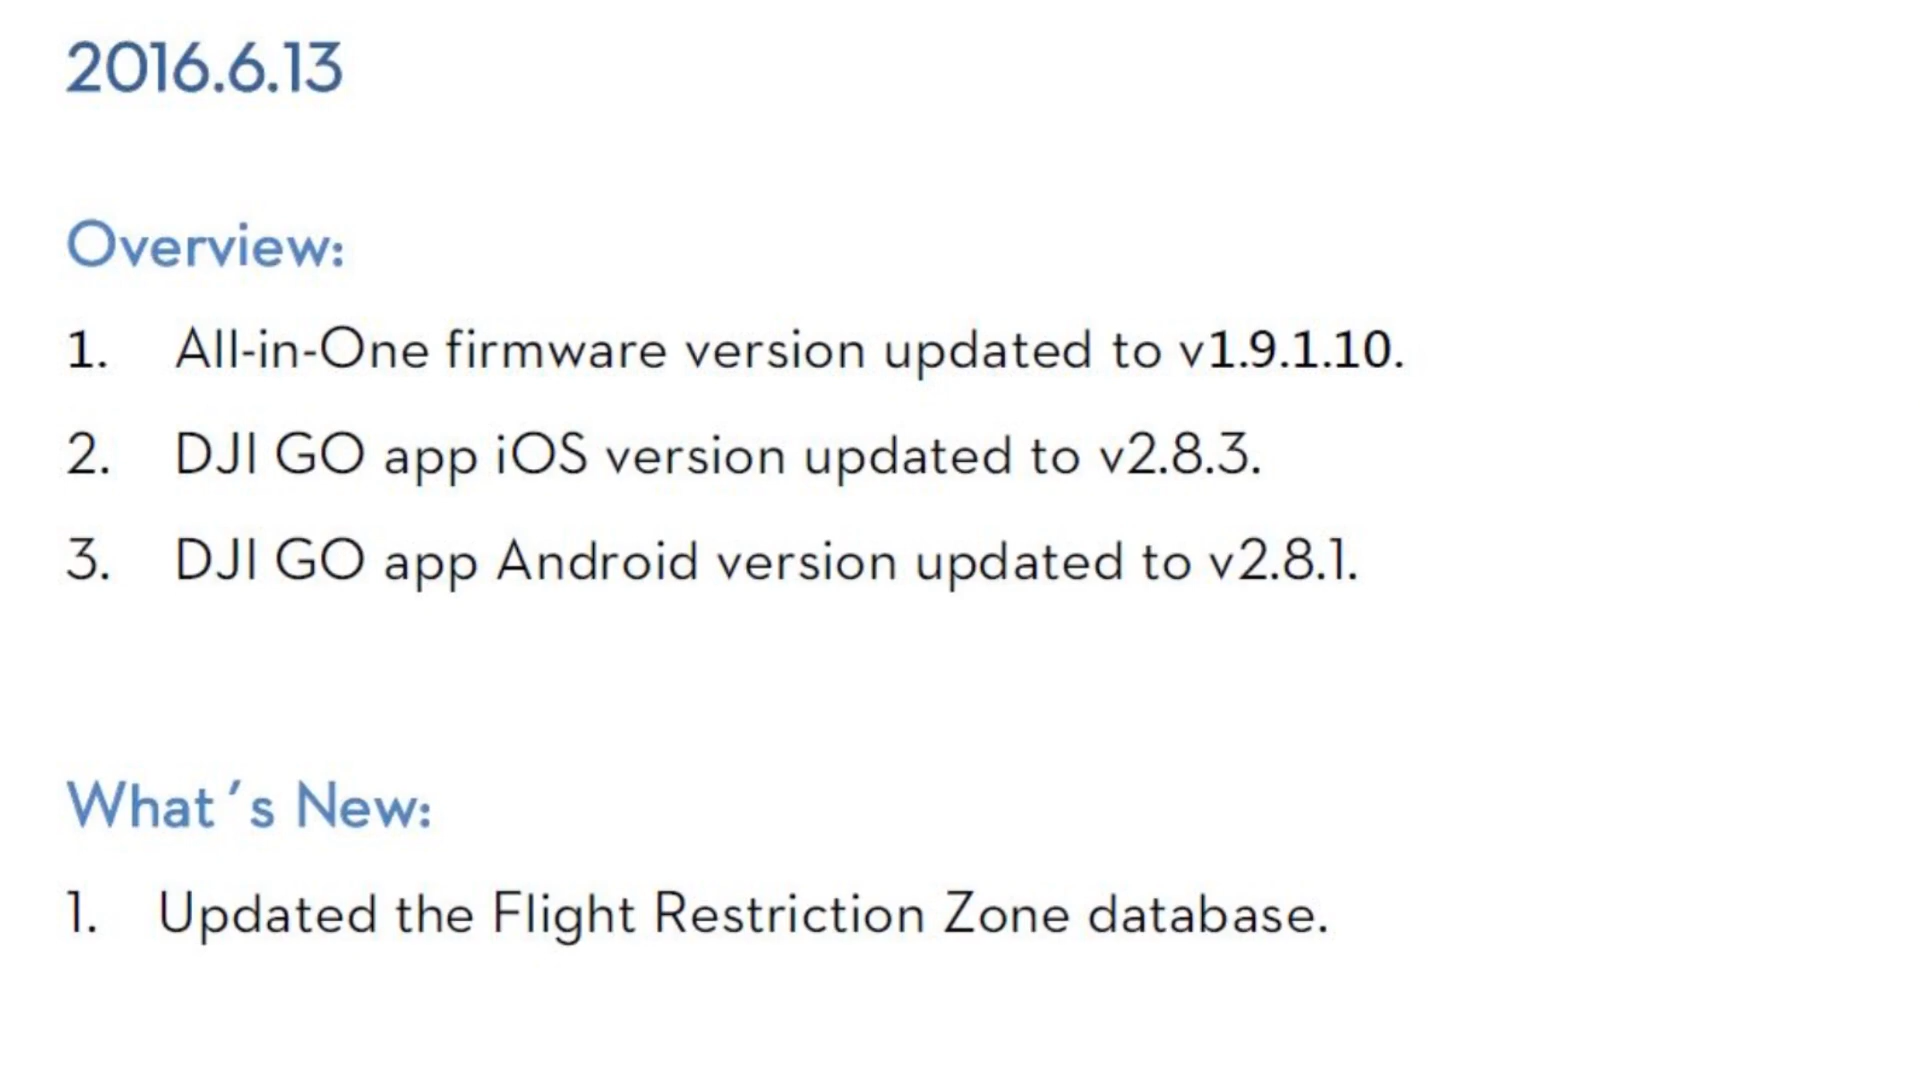 2016.6.13
Overview:
1. All-in-One firmware version updated to v1.9.1.10.
2. DJI GO app iOS version updated to v2.8.3.
3. DJI GO app Android version updated to v2.8.1.
What´s New:
1. Updated the Flight Restriction Zone database.